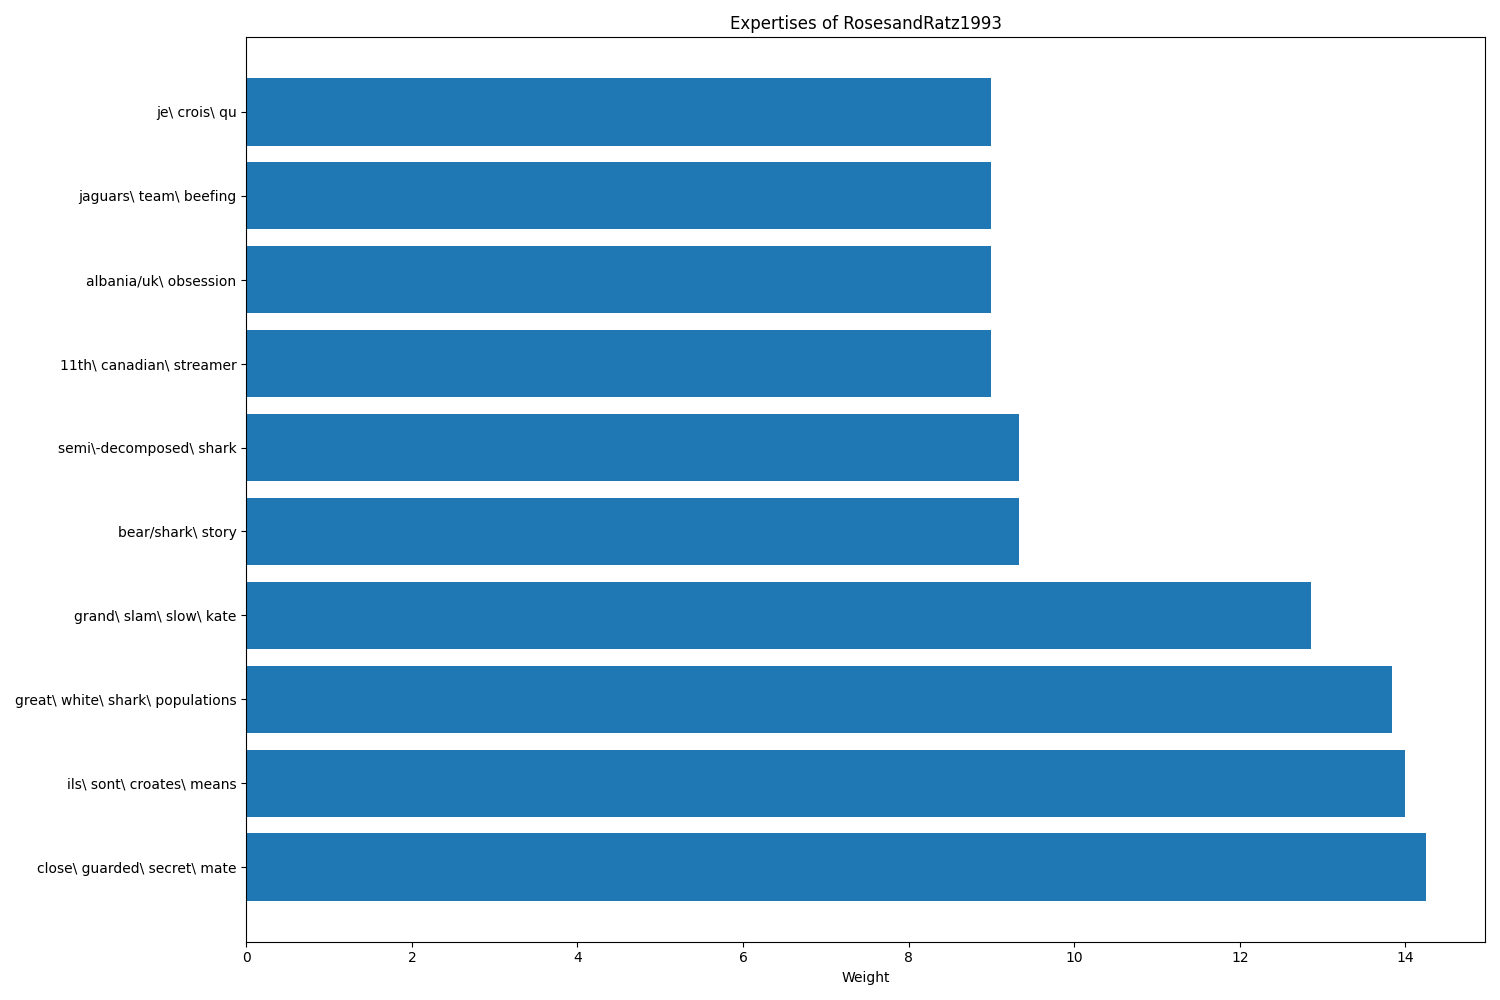 Expertises of RosesandRatz1993
je\ crois\ qu
jaguars\ team\ beefing
albania/uk\ obsession
11th\ canadian\ streamer
semi\-decomposed\ shark
bear/shark\ story
grand\ slam\ slow\ kate
great\ white\ shark\ populations
ils\ sont\ croates\ means
close\ guarded\ secret\ mate
0 2 4 6 8 10 12 14
Weight